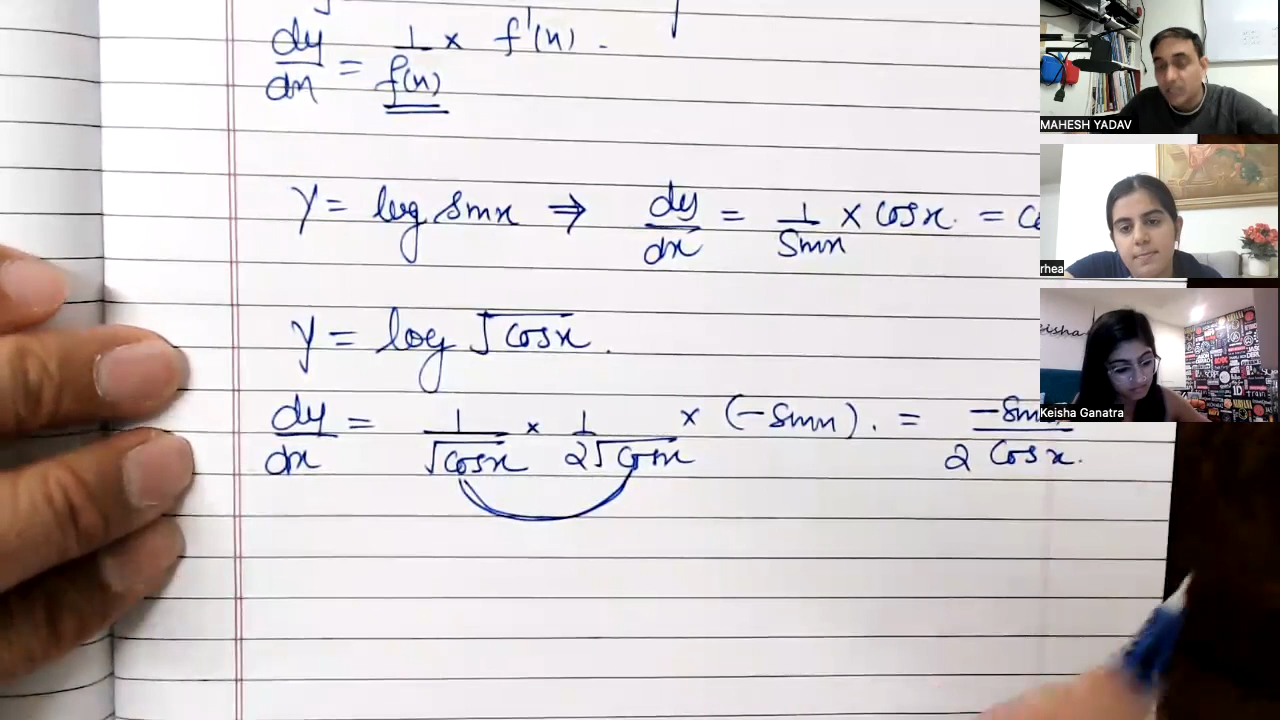 dy/dx = 1/f(x) × f'(x).
y = log sinx ⇒ dy/dx = 1/sinx × cosx. =
y = log √cosx.
dy/dx = 1/√cosx × 1/2√cosx × (-sinx). = -sin/2 cosx.
MAHESH YADAV
rhea
Keisha Ganatra